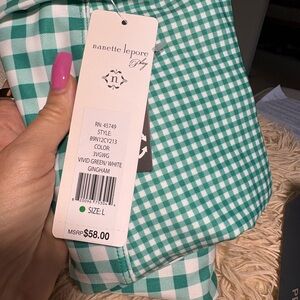 nanette lepore
Play
n
RN: 45749
STYLE
89N12CY213
COLOR
3VGWG
VIVID GREEN/ WHITE
GINGHAM
SIZE: L
MSRP $58.00